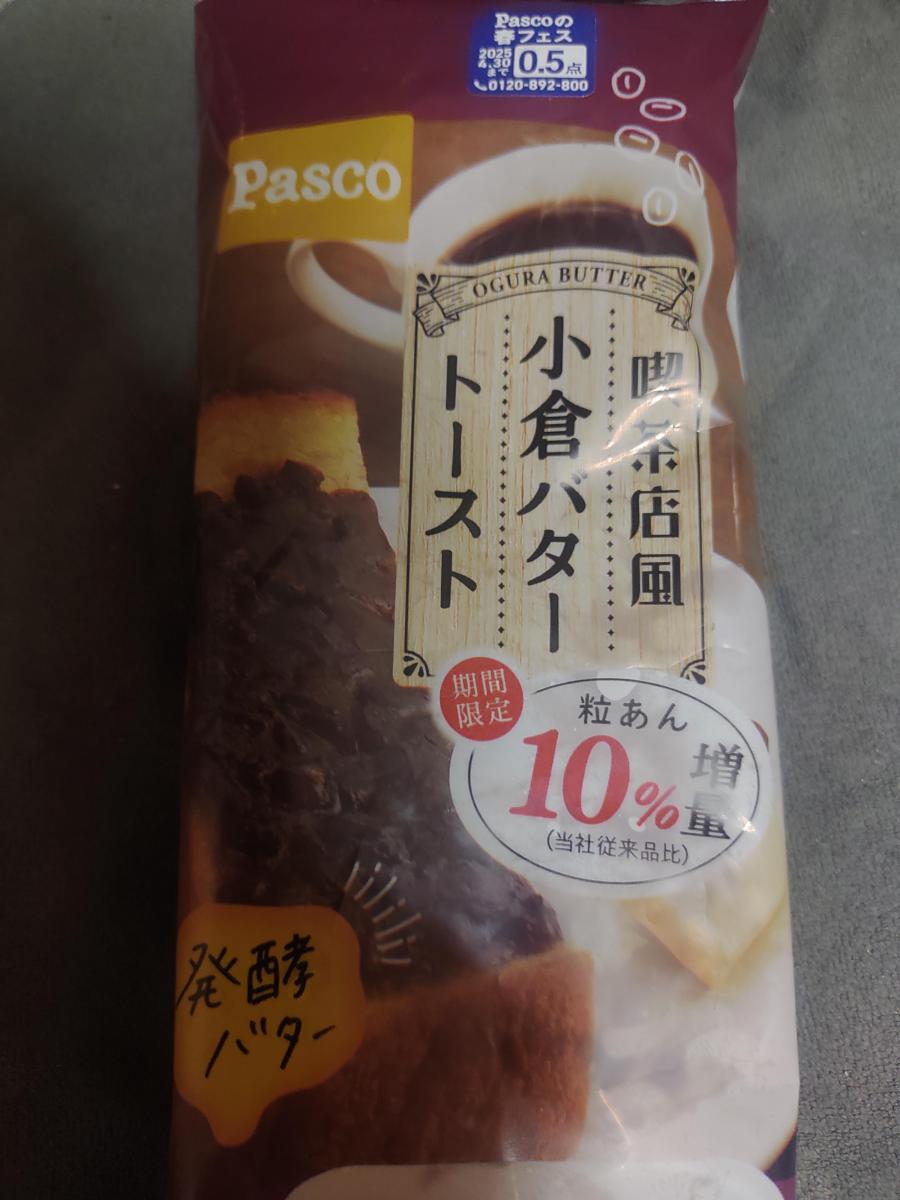 Pascoの
春フェス
2025
4.30
まで
0.5点
0120-892-800
Pasco
OGURA BUTTER
喫茶店風
小倉バター
トースト
期間
限定
粒あん
10%
増量
(当社従来品比)
発酵
バター